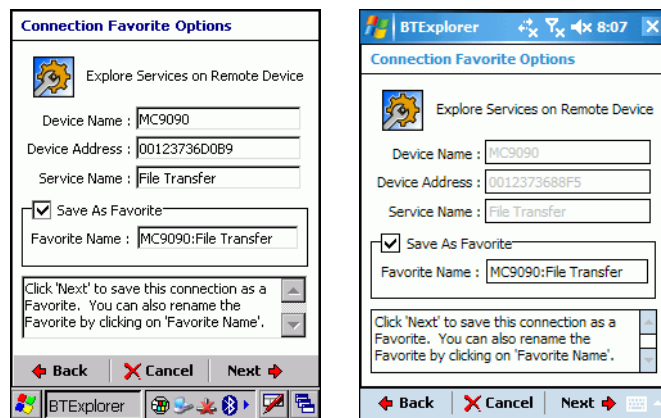 Connection Favorite Options
Explore Services on Remote Device
Device Name : MC9090
Device Address : 00123736D0B9
Service Name : File Transfer
Save As Favorite
Favorite Name : MC9090:File Transfer
Click 'Next' to save this connection as a
Favorite. You can also rename the
Favorite by clicking on 'Favorite Name'.
Back Cancel Next
BTExplorer
BTExplorer 8:07
Connection Favorite Options
Explore Services on Remote Device
Device Name : MC9090
Device Address : 0012373688F5
Service Name : File Transfer
Save As Favorite
Favorite Name : MC9090:File Transfer
Click 'Next' to save this connection as a
Favorite. You can also rename the
Favorite by clicking on 'Favorite Name'.
Back Cancel Next